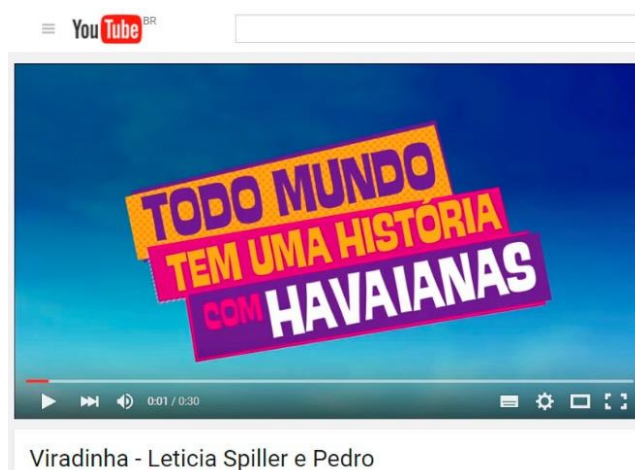 YouTube BR
TODO MUNDO
TEM UMA HISTÓRIA
COM HAVAIANAS
0:01 / 0:30
Viradinha - Leticia Spiller e Pedro